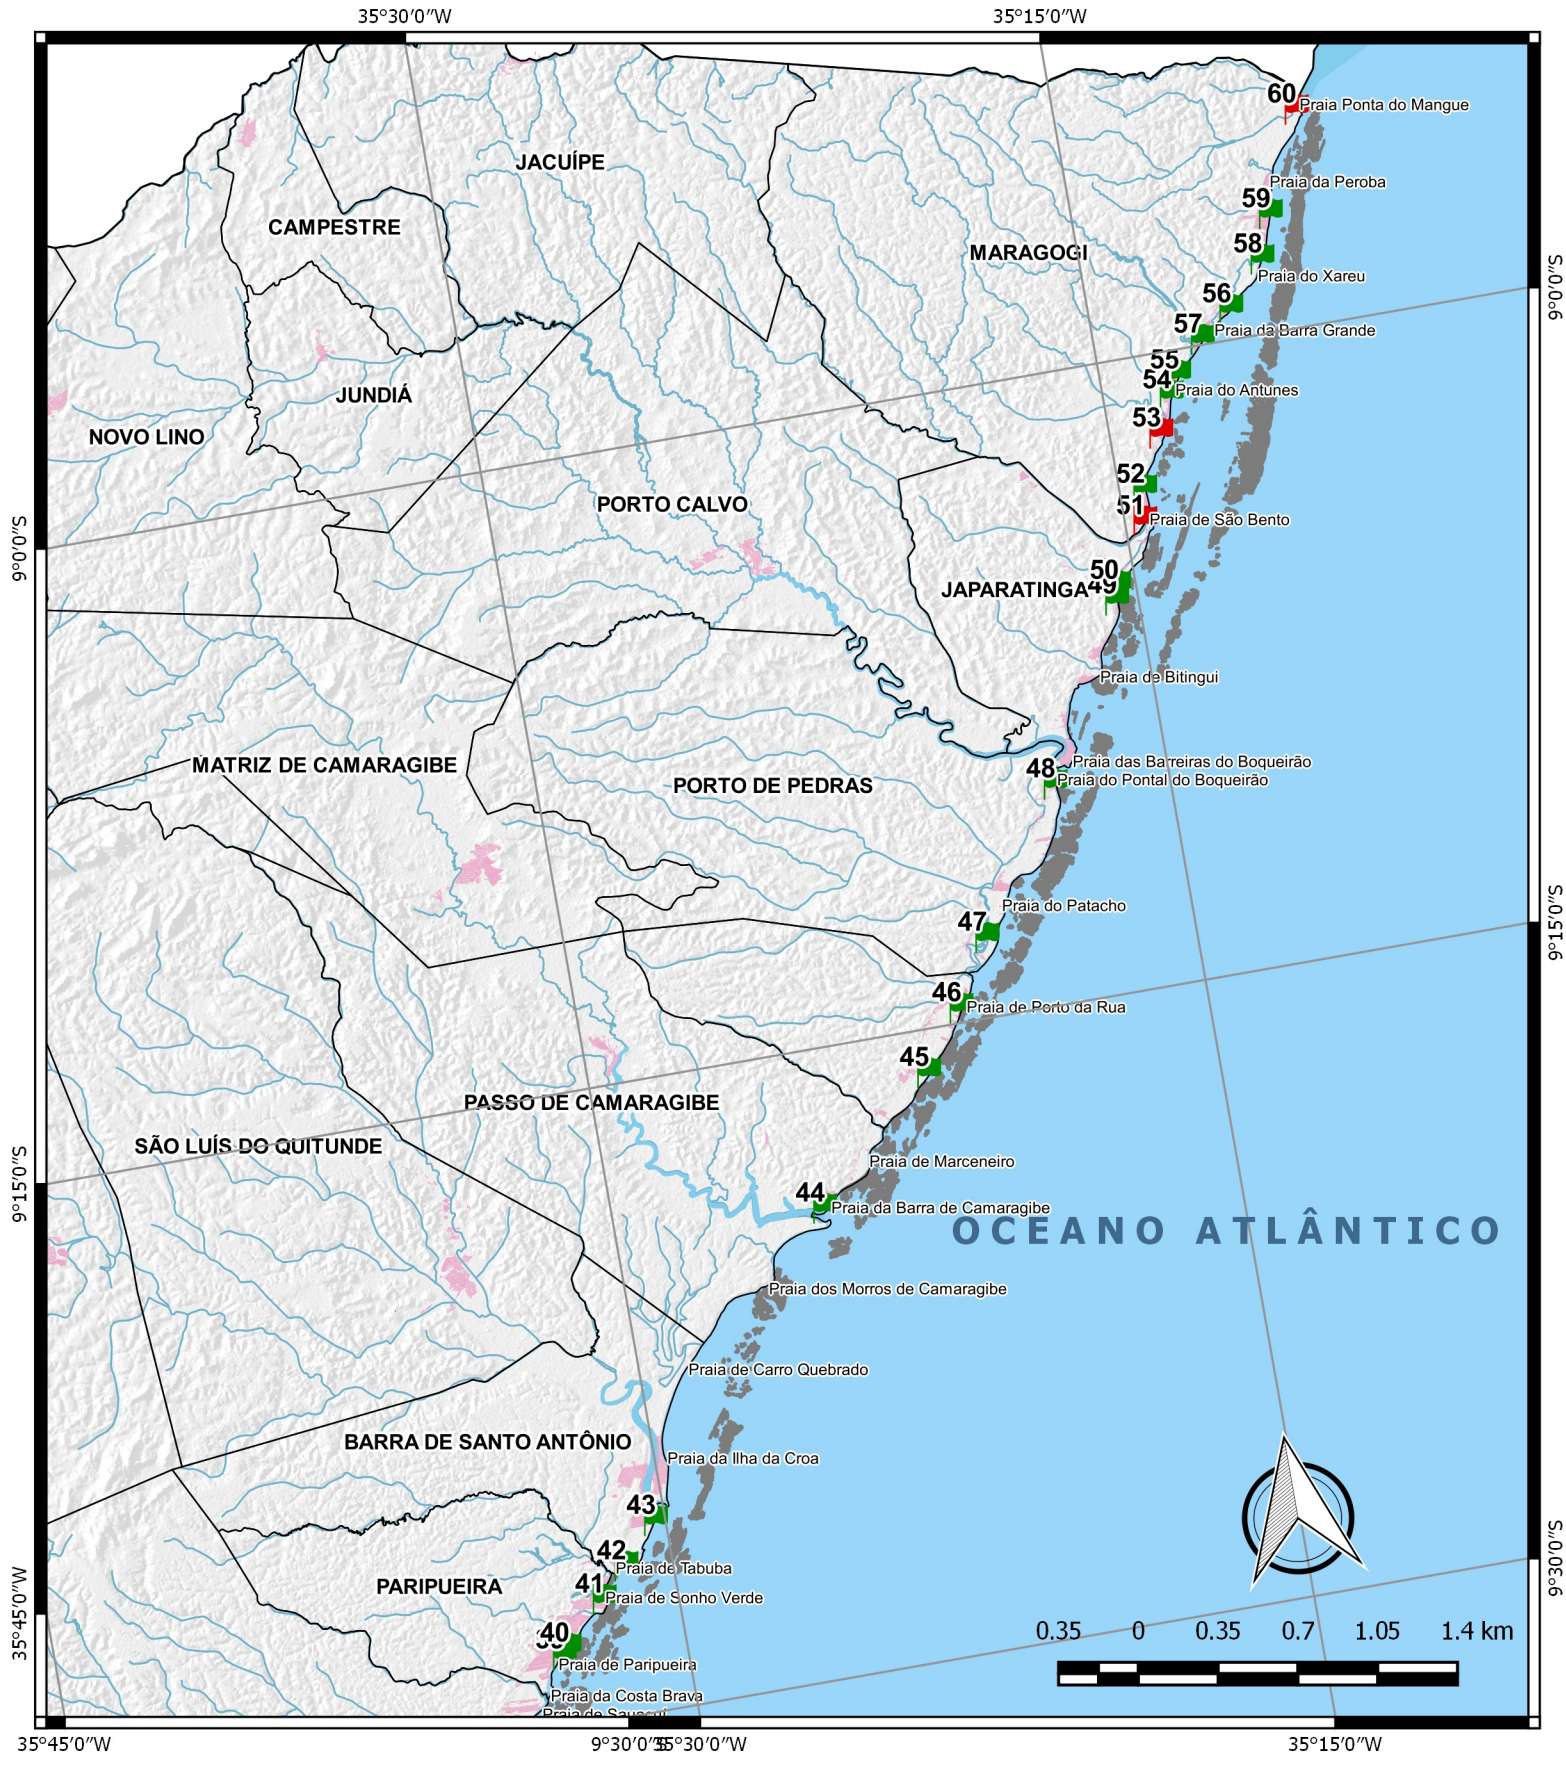 35°30′0″W
35°15′0″W
60
Praia Ponta do Mangue
JACUÍPE
Praia da Peroba
59
CAMPESTRE
58
MARAGOGI
Praia do Xareu
9°0′0″S
56
57
Praia da Barra Grande
55
54
Praia do Antunes
JUNDIÁ
53
NOVO LINO
52
PORTO CALVO
51
Praia de São Bento
9°0′0″S
50
JAPARATINGA
49
Praia de Bitingui
MATRIZ DE CAMARAGIBE
Praia das Barreiras do Boqueirão
48
Praia do Pontal do Boqueirão
PORTO DE PEDRAS
Praia do Patacho
47
9°15′0″S
46
Praia de Porto da Rua
45
PASSO DE CAMARAGIBE
SÃO LUÍS DO QUITUNDE
Praia de Marceneiro
9°15′0″S
44
Praia da Barra de Camaragibe
OCEANO ATLÂNTICO
Praia dos Morros de Camaragibe
Praia de Carro Quebrado
BARRA DE SANTO ANTÔNIO
Praia da Ilha da Croa
43
42
Praia de Tabuba
9°30′0″S
41
PARIPUEIRA
Praia de Sonho Verde
35°45′0″W
40
0.35 0 0.35 0.7 1.05 1.4 km
Praia de Paripueira
Praia da Costa Brava
35°45′0″W
9°30′0″S
35°30′0″W
35°15′0″W